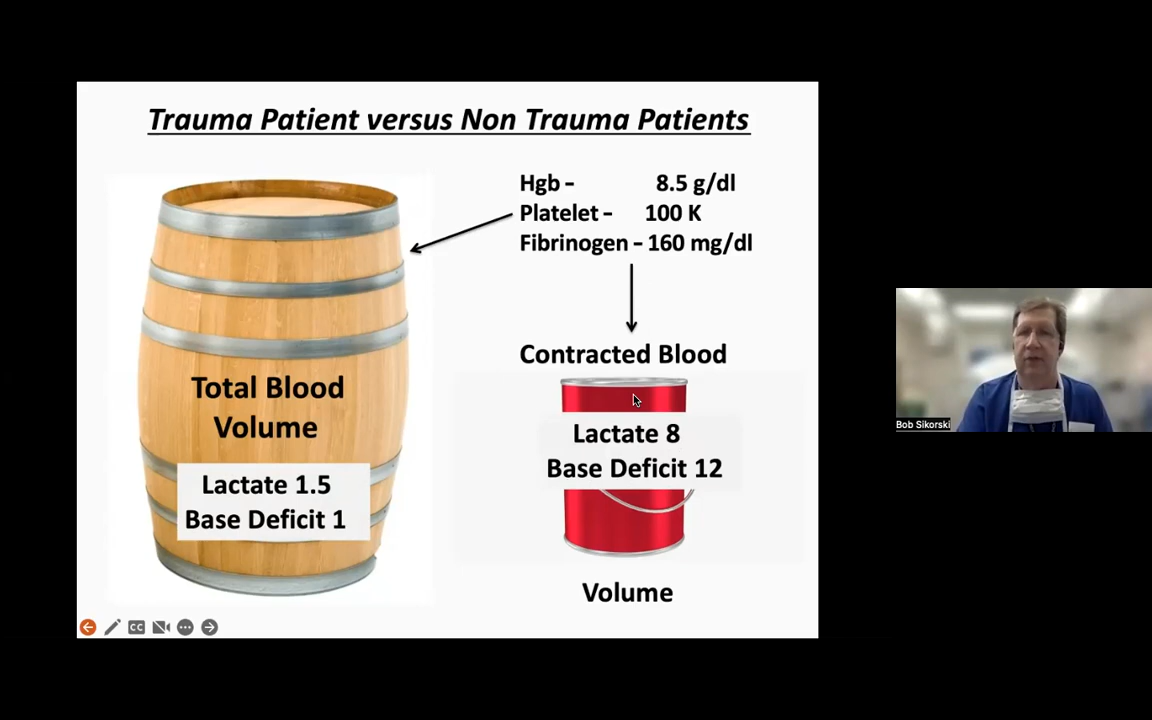 Trauma Patient versus Non Trauma Patients
Hgb - 8.5 g/dl
Platelet - 100 K
Fibrinogen - 160 mg/dl
Contracted Blood
Total Blood
Volume
Lactate 1.5
Base Deficit 1
Lactate 8
Base Deficit 12
Volume
CC
Bob Sikorski